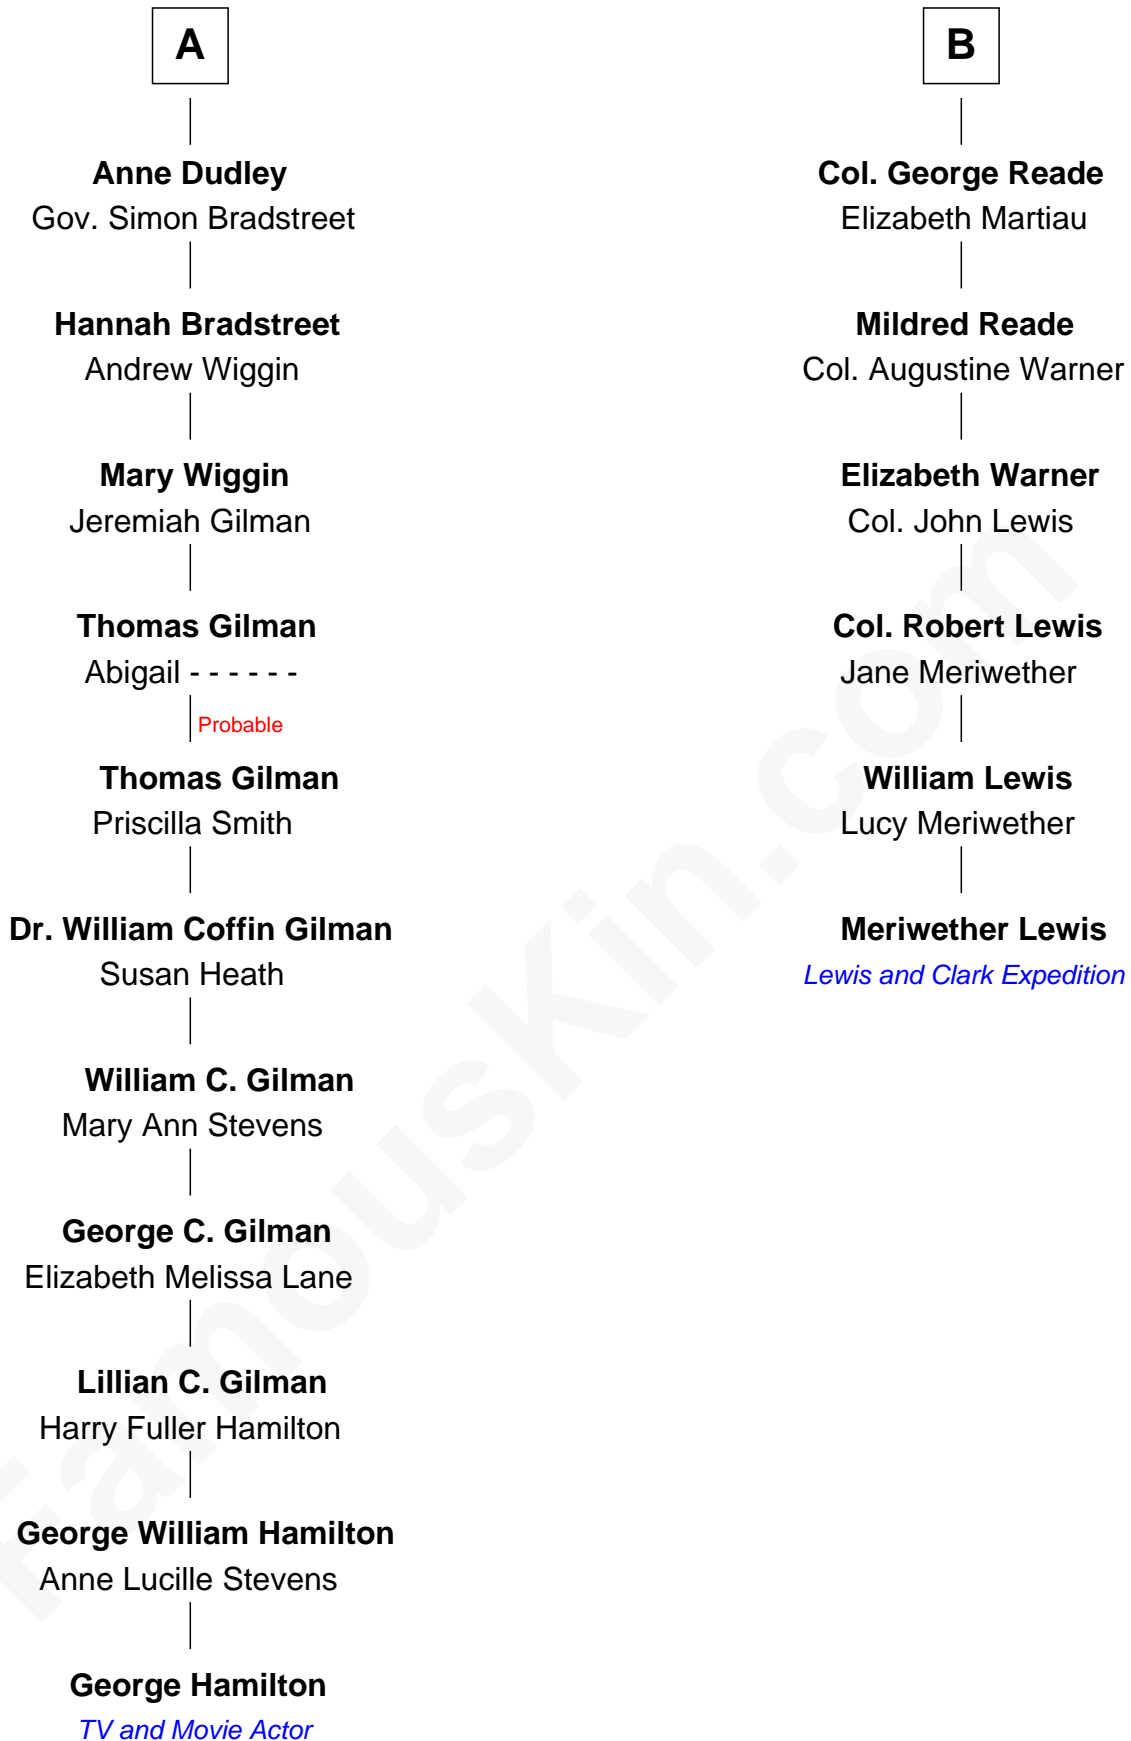 A
Anne Dudley
Gov. Simon Bradstreet
Hannah Bradstreet
Andrew Wiggin
Mary Wiggin
Jeremiah Gilman
Thomas Gilman
Abigail - - - - - -
Probable
Thomas Gilman
Priscilla Smith
Dr. William Coffin Gilman
Susan Heath
William C. Gilman
Mary Ann Stevens
George C. Gilman
Elizabeth Melissa Lane
Lillian C. Gilman
Harry Fuller Hamilton
George William Hamilton
Anne Lucille Stevens
George Hamilton
TV and Movie Actor
B
Col. George Reade
Elizabeth Martiau
Mildred Reade
Col. Augustine Warner
Elizabeth Warner
Col. John Lewis
Col. Robert Lewis
Jane Meriwether
William Lewis
Lucy Meriwether
Meriwether Lewis
Lewis and Clark Expedition
FamousKin.com